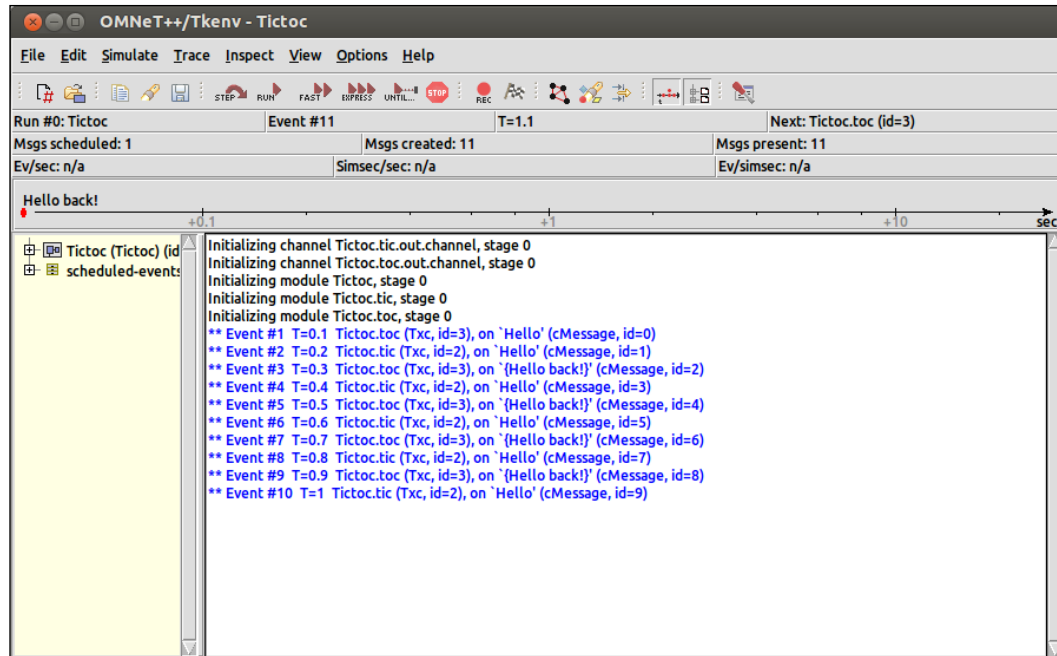 OMNeT++/Tkenv - Tictoc
File Edit Simulate Trace Inspect View Options Help
STEP RUN FAST EXPRESS UNTIL... STOP REC
Run #0: Tictoc Event #11 T=1.1 Next: Tictoc.toc (id=3)
Msgs scheduled: 1 Msgs created: 11 Msgs present: 11
Ev/sec: n/a Simsec/sec: n/a Ev/simsec: n/a
Hello back!
+0.1 +1 +10 sec
Tictoc (Tictoc) (id
scheduled-events
Initializing channel Tictoc.tic.out.channel, stage 0
Initializing channel Tictoc.toc.out.channel, stage 0
Initializing module Tictoc, stage 0
Initializing module Tictoc.tic, stage 0
Initializing module Tictoc.toc, stage 0
** Event #1 T=0.1 Tictoc.toc (Txc, id=3), on `Hello' (cMessage, id=0)
** Event #2 T=0.2 Tictoc.tic (Txc, id=2), on `Hello' (cMessage, id=1)
** Event #3 T=0.3 Tictoc.toc (Txc, id=3), on `{Hello back!}' (cMessage, id=2)
** Event #4 T=0.4 Tictoc.tic (Txc, id=2), on `Hello' (cMessage, id=3)
** Event #5 T=0.5 Tictoc.toc (Txc, id=3), on `{Hello back!}' (cMessage, id=4)
** Event #6 T=0.6 Tictoc.tic (Txc, id=2), on `Hello' (cMessage, id=5)
** Event #7 T=0.7 Tictoc.toc (Txc, id=3), on `{Hello back!}' (cMessage, id=6)
** Event #8 T=0.8 Tictoc.tic (Txc, id=2), on `Hello' (cMessage, id=7)
** Event #9 T=0.9 Tictoc.toc (Txc, id=3), on `{Hello back!}' (cMessage, id=8)
** Event #10 T=1 Tictoc.tic (Txc, id=2), on `Hello' (cMessage, id=9)